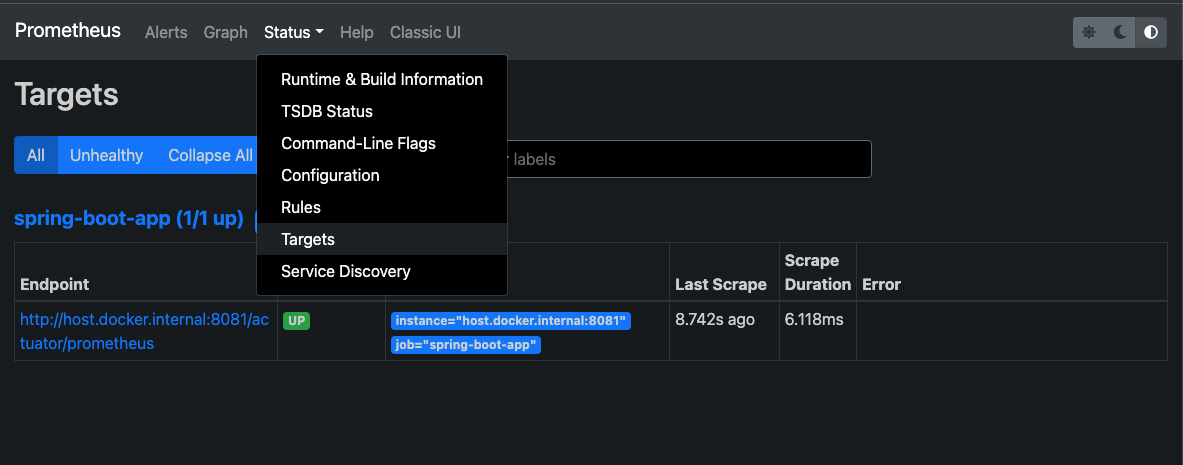 Prometheus Alerts Graph Status Help Classic UI
Runtime & Build Information
TSDB Status
Command-Line Flags
Configuration
Rules
Targets
Service Discovery
Targets
All Unhealthy Collapse All
labels
spring-boot-app (1/1 up)
Endpoint Last Scrape Scrape Duration Error
http://host.docker.internal:8081/ac
tuator/prometheus
UP
instance="host.docker.internal:8081"
job="spring-boot-app"
8.742s ago
6.118ms